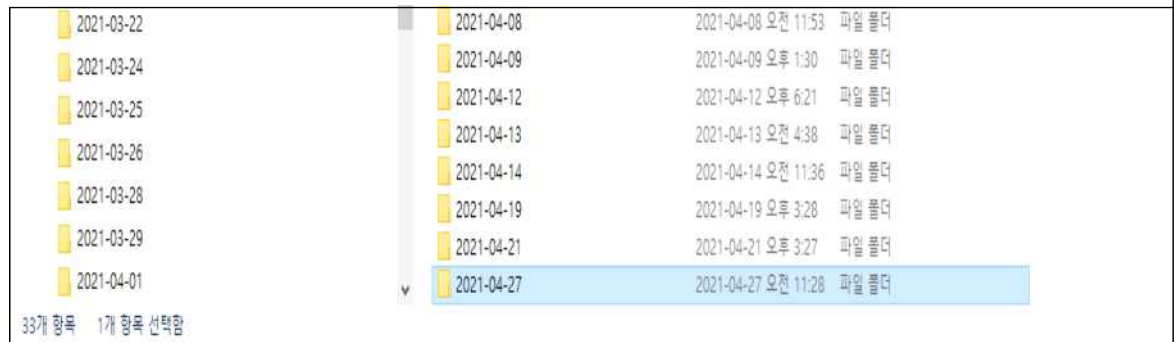 2021-03-22
2021-03-24
2021-03-25
2021-03-26
2021-03-28
2021-03-29
2021-04-01
2021-04-08 2021-04-08 오전 11:53 파일 폴더
2021-04-09 2021-04-09 오후 1:30 파일 폴더
2021-04-12 2021-04-12 오후 6:21 파일 폴더
2021-04-13 2021-04-13 오전 4:38 파일 폴더
2021-04-14 2021-04-14 오전 11:36 파일 폴더
2021-04-19 2021-04-19 오후 3:28 파일 폴더
2021-04-21 2021-04-21 오후 3:27 파일 폴더
2021-04-27 2021-04-27 오전 11:28 파일 폴더
33개 항목 1개 항목 선택함